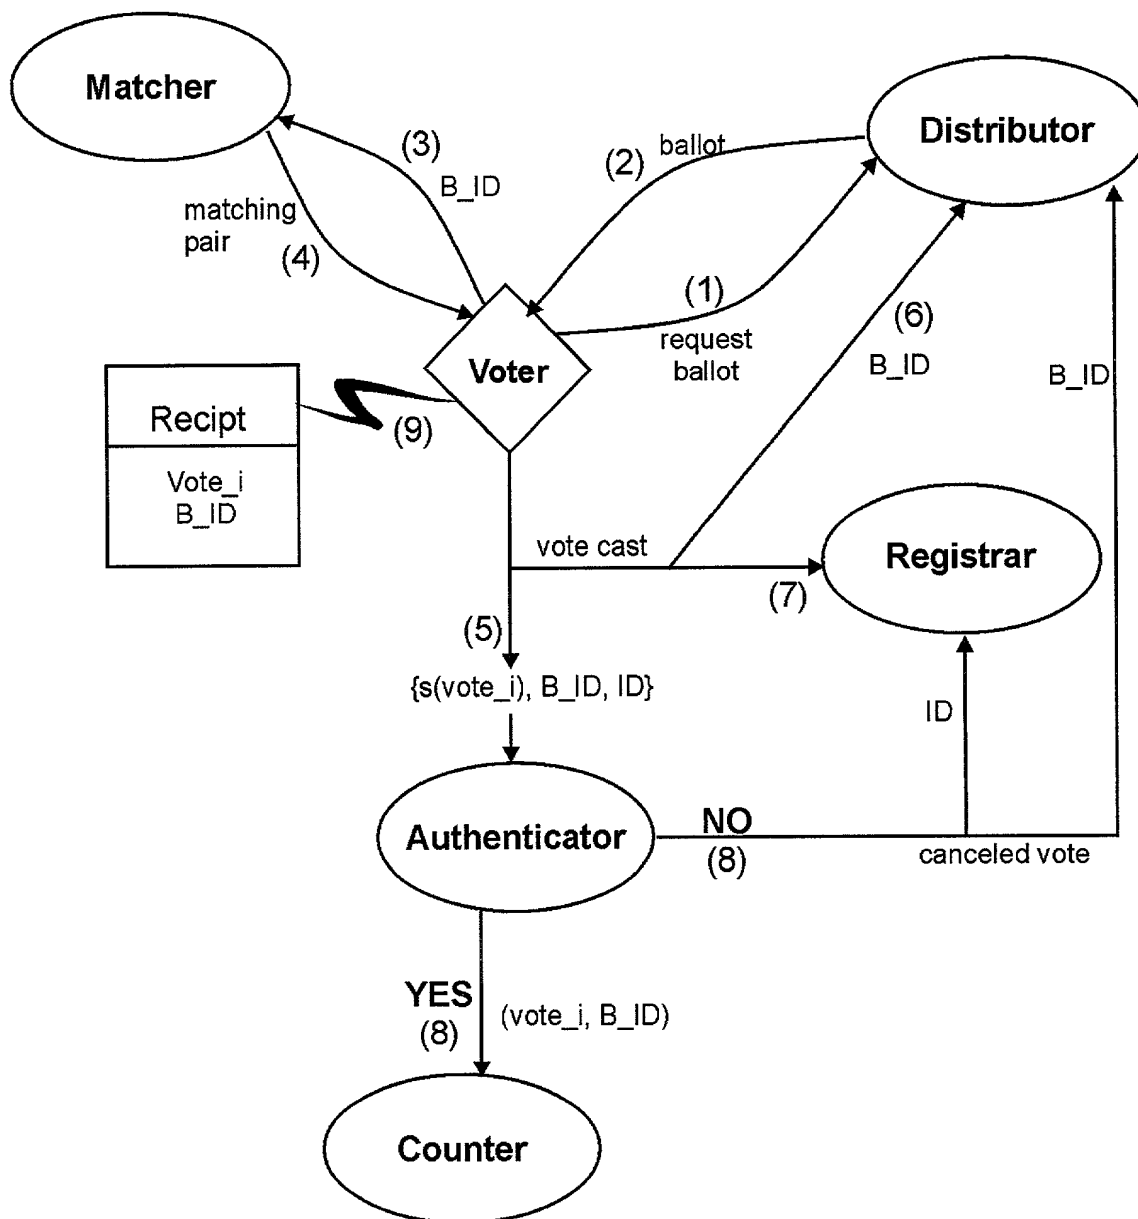 Matcher
Distributor
(3)
B_ID
(2)
ballot
matching
pair
(4)
(1)
request
ballot
(6)
B_ID
B_ID
Voter
Recipt
Vote_i
B_ID
(9)
vote cast
Registrar
(7)
(5)
{s(vote_i), B_ID, ID}
ID
Authenticator
NO
(8)
canceled vote
YES
(8)
(vote_i, B_ID)
Counter